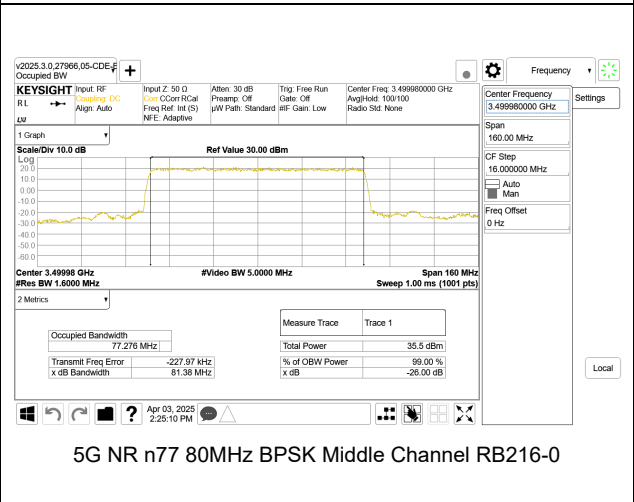 v2025.3.0,27966,05-CDE-E
Occupied BW
Frequency
KEYSIGHT
R L
LXI
Input: RF
Coupling: DC
Align: Auto
Input Z: 50 Ω
Corr CCorr RCal
Freq Ref: Int (S)
NFE: Adaptive
Atten: 30 dB
Preamp: Off
µW Path: Standard
Trig: Free Run
Gate: Off
#IF Gain: Low
Center Freq: 3.499980000 GHz
Avg|Hold: 100/100
Radio Std: None
Center Frequency
3.499980000 GHz
Settings
Span
160.00 MHz
CF Step
16.000000 MHz
Auto
Man
Freq Offset
0 Hz
Local
1 Graph
Scale/Div 10.0 dB
Ref Value 30.00 dBm
Log
20.0
10.0
0.00
-10.0
-20.0
-30.0
-40.0
-50.0
-60.0
Center 3.49998 GHz
#Video BW 5.0000 MHz
Span 160 MHz
#Res BW 1.6000 MHz
Sweep 1.00 ms (1001 pts)
2 Metrics
Measure Trace Trace 1
Occupied Bandwidth
77.276 MHz
Total Power 35.5 dBm
Transmit Freq Error -227.97 kHz
% of OBW Power 99.00 %
x dB Bandwidth 81.38 MHz
x dB -26.00 dB
?
Apr 03, 2025
2:25:10 PM
5G NR n77 80MHz BPSK Middle Channel RB216-0